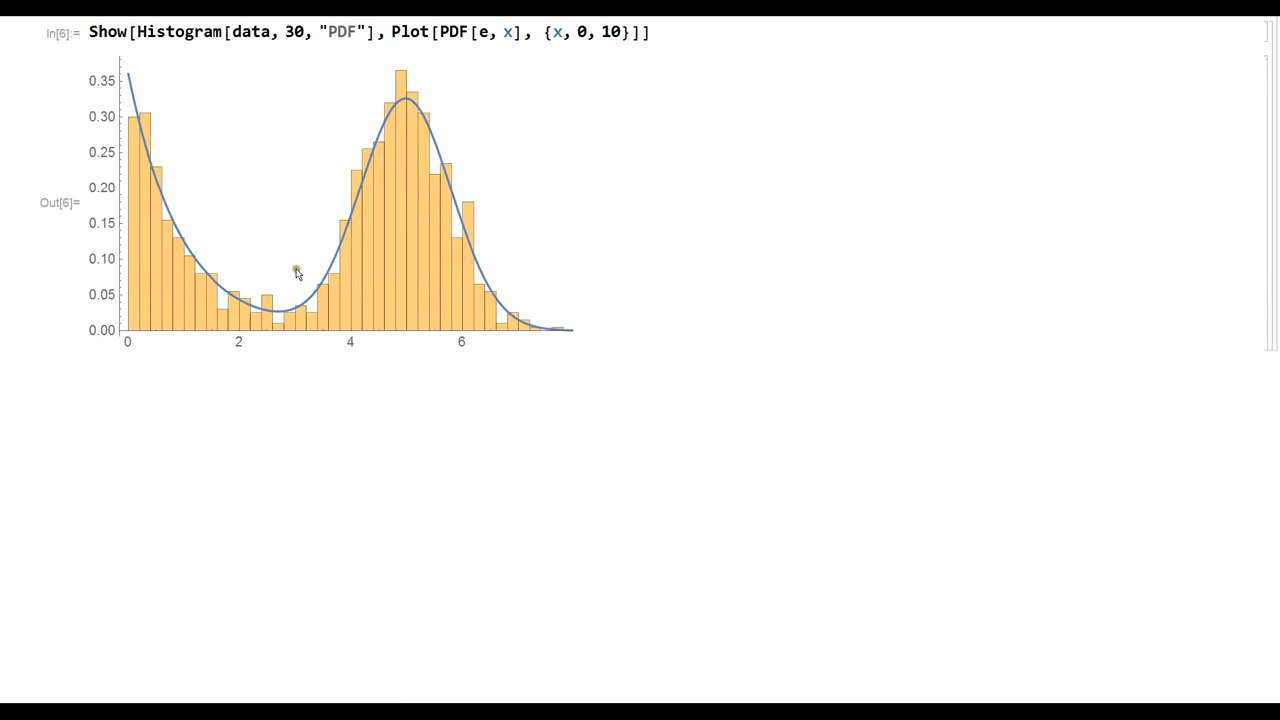 In[6]:= Show[Histogram[data, 30, "PDF"], Plot[PDF[e, x], {x, 0, 10}]]
0.35
0.30
0.25
0.20
Out[6]=
0.15
0.10
0.05
0.00
0 2 4 6